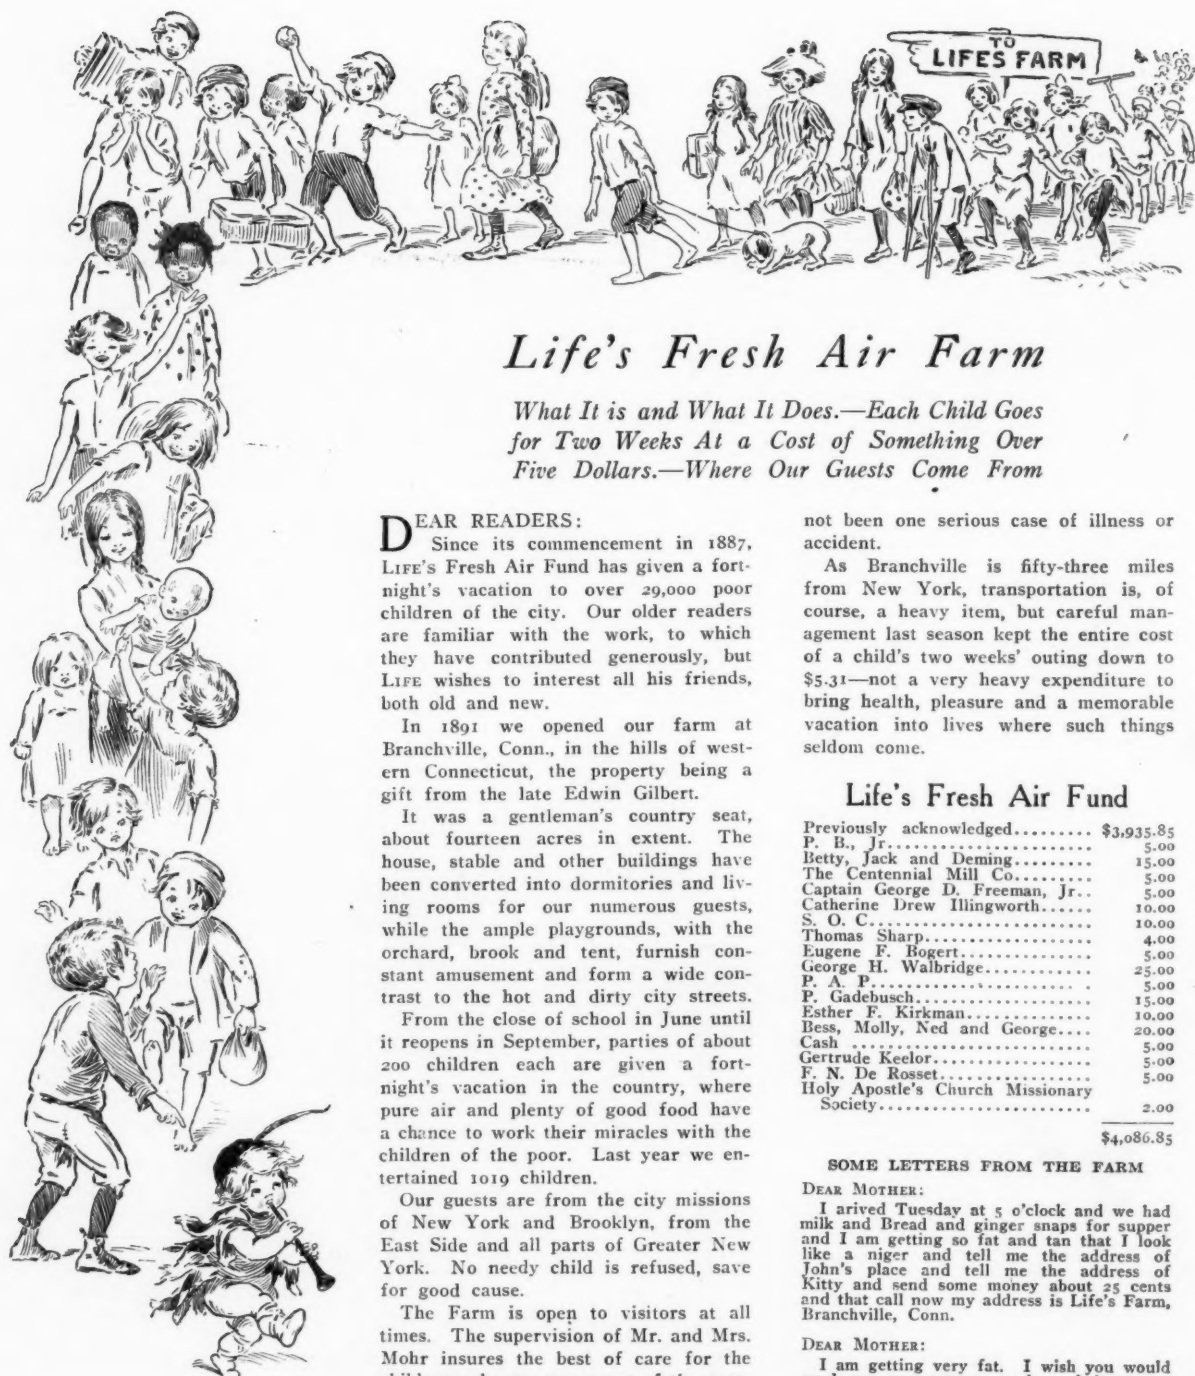 TO
LIFE'S FARM
Life's Fresh Air Farm
What It is and What It Does.—Each Child Goes
for Two Weeks At a Cost of Something Over
Five Dollars.—Where Our Guests Come From
DEAR READERS:
Since its commencement in 1887,
LIFE'S Fresh Air Fund has given a fort-
night's vacation to over 29,000 poor
children of the city. Our older readers
are familiar with the work, to which
they have contributed generously, but
LIFE wishes to interest all his friends,
both old and new.
In 1891 we opened our farm at
Branchville, Conn., in the hills of west-
ern Connecticut, the property being a
gift from the late Edwin Gilbert.
It was a gentleman's country seat,
about fourteen acres in extent. The
house, stable and other buildings have
been converted into dormitories and liv-
ing rooms for our numerous guests,
while the ample playgrounds, with the
orchard, brook and tent, furnish con-
stant amusement and form a wide con-
trast to the hot and dirty city streets.
From the close of school in June until
it reopens in September, parties of about
200 children each are given a fort-
night's vacation in the country, where
pure air and plenty of good food have
a chance to work their miracles with the
children of the poor. Last year we en-
tertained 1019 children.
Our guests are from the city missions
of New York and Brooklyn, from the
East Side and all parts of Greater New
York. No needy child is refused, save
for good cause.
The Farm is open to visitors at all
times. The supervision of Mr. and Mrs.
Mohr insures the best of care for the
not been one serious case of illness or
accident.
As Branchville is fifty-three miles
from New York, transportation is, of
course, a heavy item, but careful man-
agement last season kept the entire cost
of a child's two weeks' outing down to
$5.31—not a very heavy expenditure to
bring health, pleasure and a memorable
vacation into lives where such things
seldom come.
Life's Fresh Air Fund
Previously acknowledged......... $3,935.85
P. B., Jr........................ 5.00
Betty, Jack and Deming......... 15.00
The Centennial Mill Co......... 5.00
Captain George D. Freeman, Jr.. 5.00
Catherine Drew Illingworth...... 10.00
S. O. C........................ 10.00
Thomas Sharp.................. 4.00
Eugene F. Bogert............... 5.00
George H. Walbridge............ 25.00
P. A. P........................ 5.00
P. Gadebusch................... 15.00
Esther F. Kirkman.............. 10.00
Bess, Molly, Ned and George.... 20.00
Cash .......................... 5.00
Gertrude Keelor................ 5.00
F. N. De Rosset................ 5.00
Holy Apostle's Church Missionary
Society........................ 2.00
$4,086.85
SOME LETTERS FROM THE FARM
DEAR MOTHER:
I arived Tuesday at 5 o'clock and we had
milk and Bread and ginger snaps for supper
and I am getting so fat and tan that I look
like a niger and tell me the address of
John's place and tell me the address of
Kitty and send some money about 25 cents
and that call now my address is Life's Farm,
Branchville, Conn.
DEAR MOTHER:
I am getting very fat. I wish you would